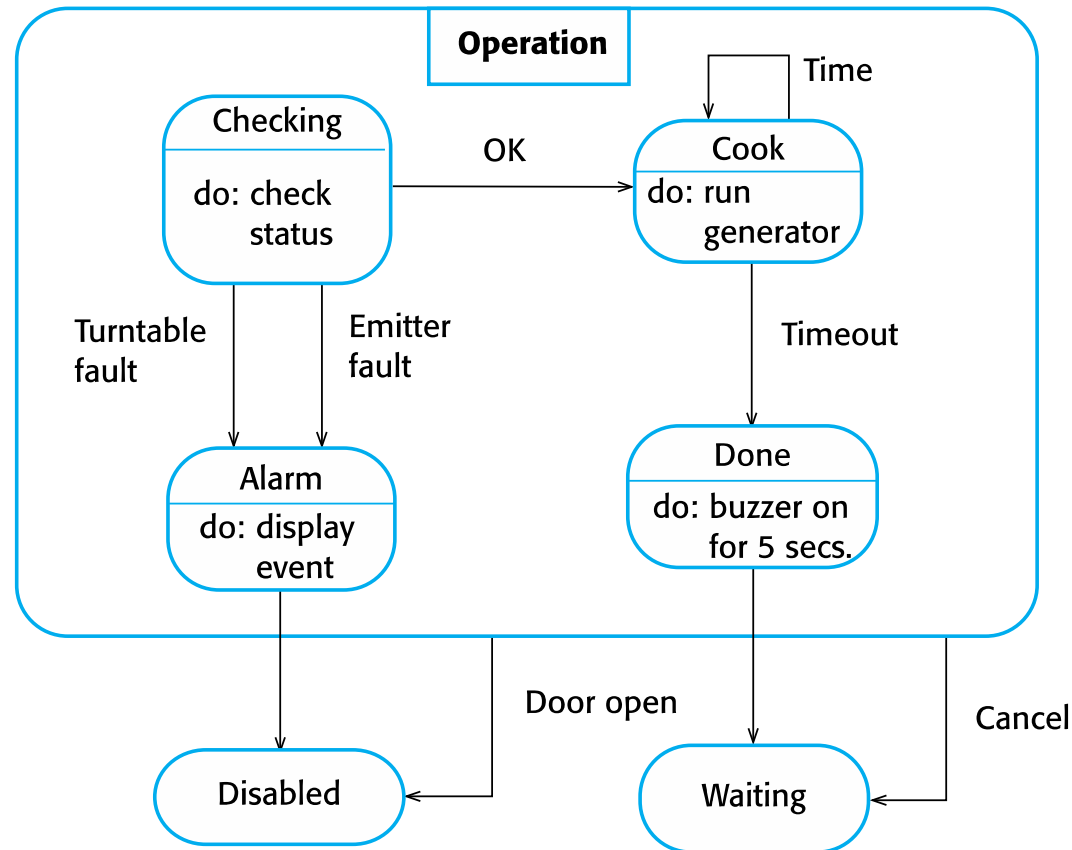 Operation
Time
Checking
do: check
status
OK
Cook
do: run
generator
Turntable
fault
Emitter
fault
Timeout
Alarm
do: display
event
Done
do: buzzer on
for 5 secs.
Door open
Cancel
Disabled
Waiting